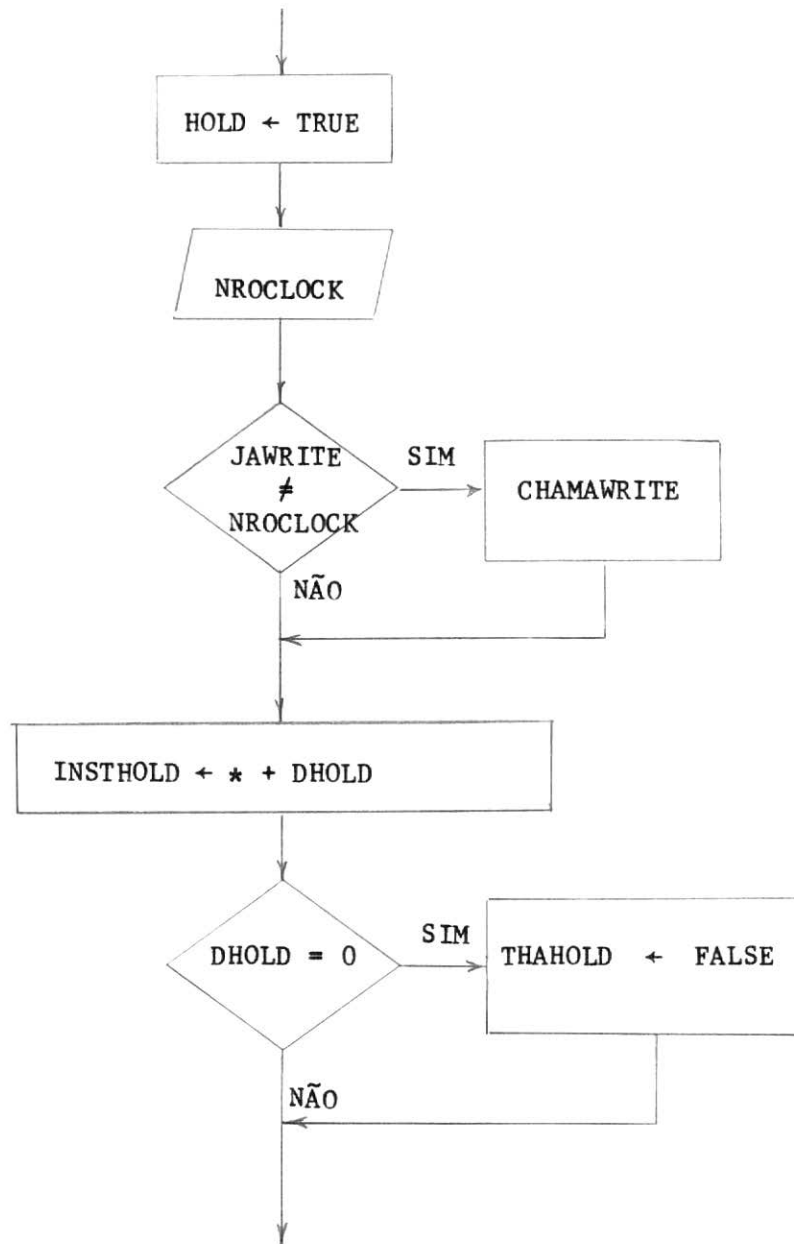 HOLD ← TRUE
NROCLOCK
JAWRITE
≠
NROCLOCK
SIM
CHAMAWRITE
NÃO
INSTHOLD ← * + DHOLD
DHOLD = 0
SIM
THAHOLD ← FALSE
NÃO